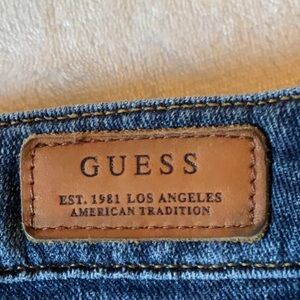 GUESS
EST. 1981 LOS ANGELES
AMERICAN TRADITION